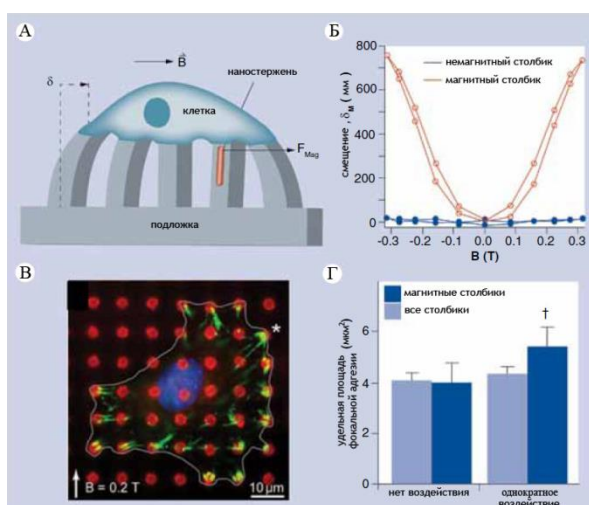 А
B
δ
наностержень
клетка
F Mag
подложка
Б
800
600
400
200
0
смещение , δм ( мм )
немагнитный столбик
магнитный столбик
-0.3 -0.2 -0.1 0.0 0.1 0.2 0.3
B (T)
В
*
B = 0.2 T
10 µm
Г
магнитные столбики
все столбики
†
6
4
2
0
удельная площадь
фокальной адгезии (мкм²)
нет воздействия
однократное
воздействие